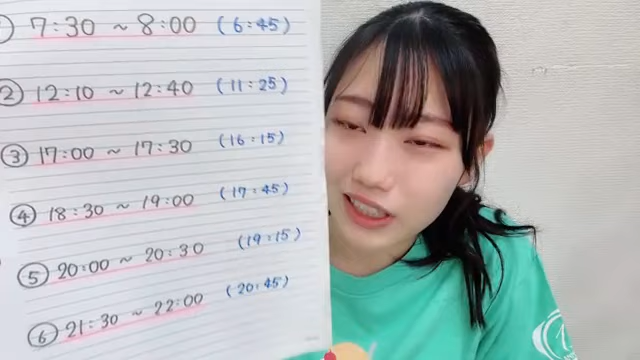 ① 7:30 ~ 8:00 (6:45)
② 12:10 ~ 12:40 (11:25)
③ 17:00 ~ 17:30 (16:15)
④ 18:30 ~ 19:00 (17:45)
⑤ 20:00 ~ 20:30 (19:15)
⑥ 21:30 ~ 22:00 (20:45)